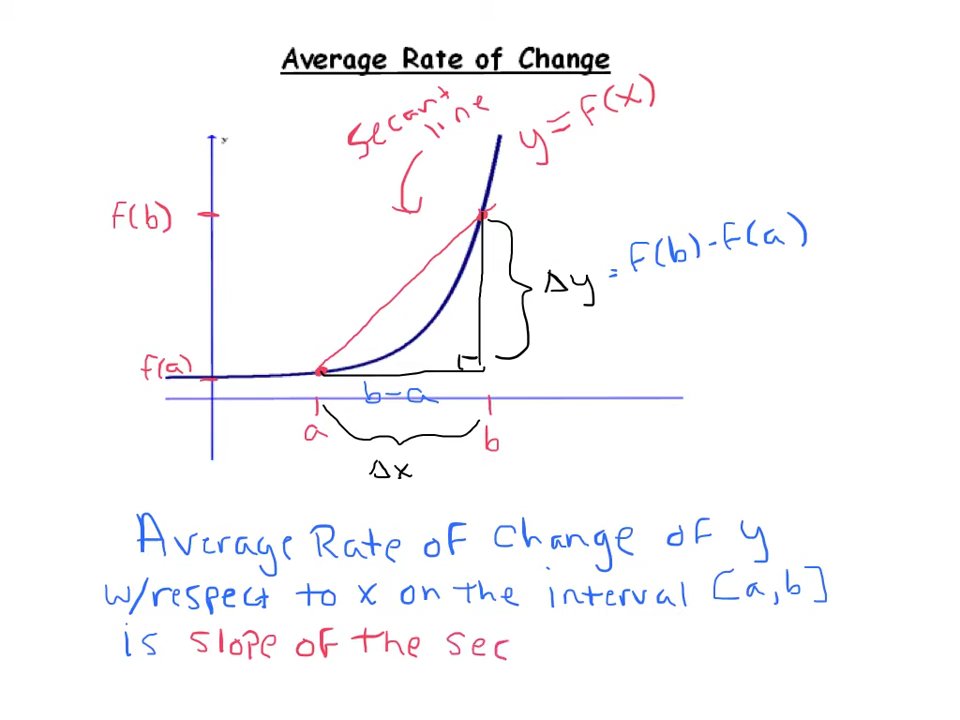 Average Rate of Change
secant
line
y = F(x)
F(b)
Δy = F(b) - F(a)
f(a)
b - a
a
b
Δx
Average Rate of Change of y
w/respect to x on the interval [a,b]
is slope of the sec